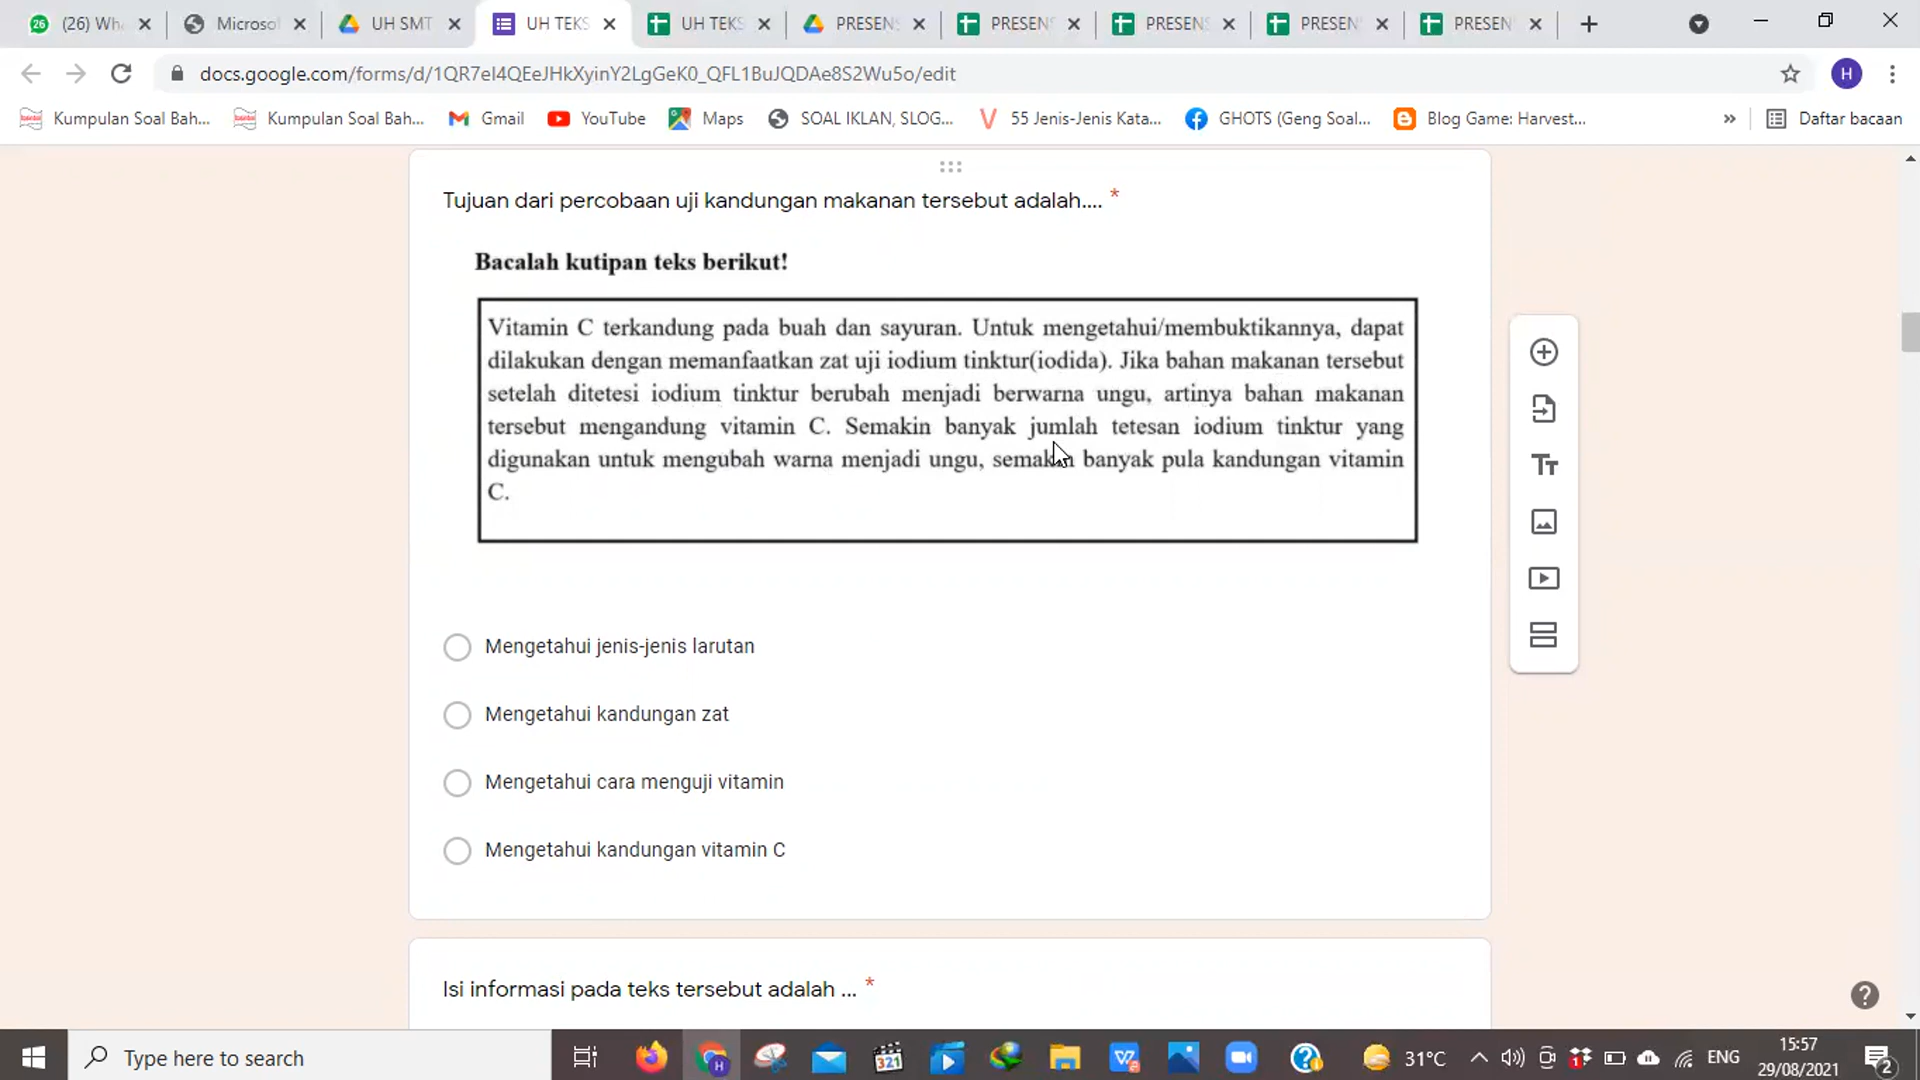 26 (26) Wh
Microsof
UH SMT
UH TEKS
UH TEKS
PRESENS
PRESENS
PRESENS
PRESEN
PRESEN
docs.google.com/forms/d/1QR7eI4QEeJHkXyinY2LgGeK0_QFL1BuJQDAe8S2Wu5o/edit
H
Kumpulan Soal Bah...
Kumpulan Soal Bah...
Gmail
YouTube
Maps
SOAL IKLAN, SLOG...
55 Jenis-Jenis Kata...
GHOTS (Geng Soal...
Blog Game: Harvest...
»
Daftar bacaan
Tujuan dari percobaan uji kandungan makanan tersebut adalah.... *
Bacalah kutipan teks berikut!
Vitamin C terkandung pada buah dan sayuran. Untuk mengetahui/membuktikannya, dapat
dilakukan dengan memanfaatkan zat uji iodium tinktur(iodida). Jika bahan makanan tersebut
setelah ditetesi iodium tinktur berubah menjadi berwarna ungu, artinya bahan makanan
tersebut mengandung vitamin C. Semakin banyak jumlah tetesan iodium tinktur yang
digunakan untuk mengubah warna menjadi ungu, semakin banyak pula kandungan vitamin
C.
Mengetahui jenis-jenis larutan
Mengetahui kandungan zat
Mengetahui cara menguji vitamin
Mengetahui kandungan vitamin C
Isi informasi pada teks tersebut adalah ... *
Type here to search
31°C
ENG
15:57
29/08/2021
2